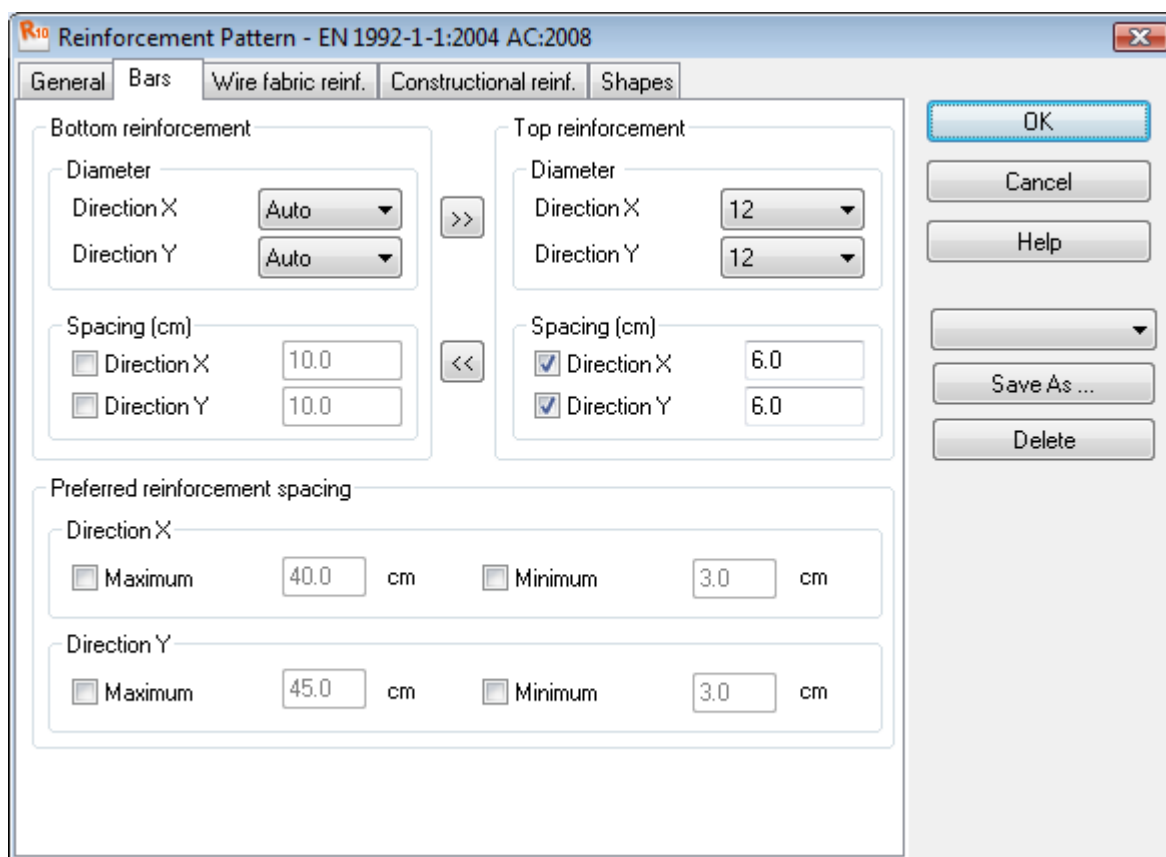 R10 Reinforcement Pattern - EN 1992-1-1:2004 AC:2008
General Bars Wire fabric reinf. Constructional reinf. Shapes
Bottom reinforcement
Diameter
Direction X Auto
Direction Y Auto
Spacing (cm)
Direction X 10.0
Direction Y 10.0
>>
<<
Top reinforcement
Diameter
Direction X 12
Direction Y 12
Spacing (cm)
Direction X 6.0
Direction Y 6.0
Preferred reinforcement spacing
Direction X
Maximum 40.0 cm Minimum 3.0 cm
Direction Y
Maximum 45.0 cm Minimum 3.0 cm
OK
Cancel
Help
Save As ...
Delete